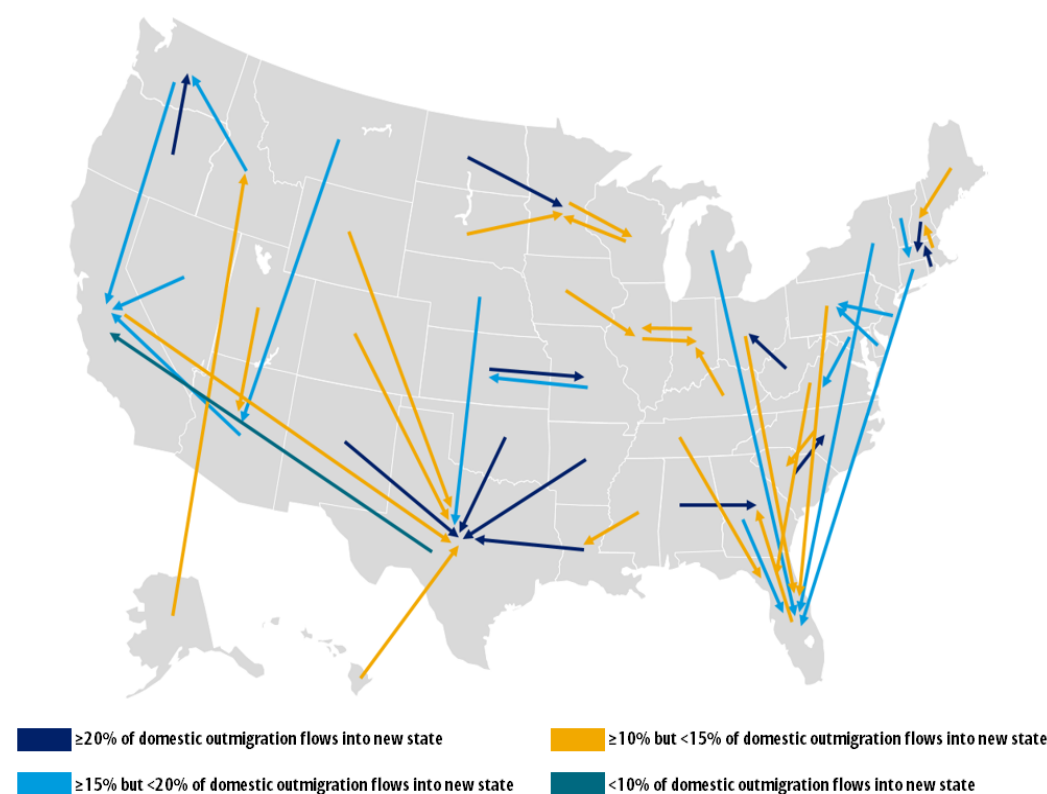 ≥20% of domestic outmigration flows into new state
≥10% but <15% of domestic outmigration flows into new state
≥15% but <20% of domestic outmigration flows into new state
<10% of domestic outmigration flows into new state